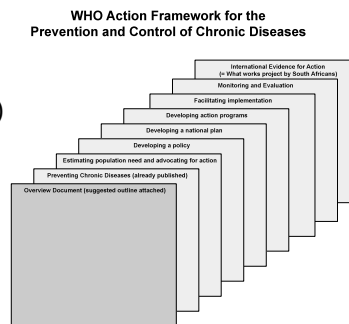 WHO Action Framework for the
Prevention and Control of Chronic Diseases
International Evidence for Action
(= What works project by South Africans)
Monitoring and Evaluation
Facilitating implementation
Developing action programs
Developing a national plan
Developing a policy
Estimating population need and advocating for action
Preventing Chronic Diseases (already published)
Overview Document (suggested outline attached)